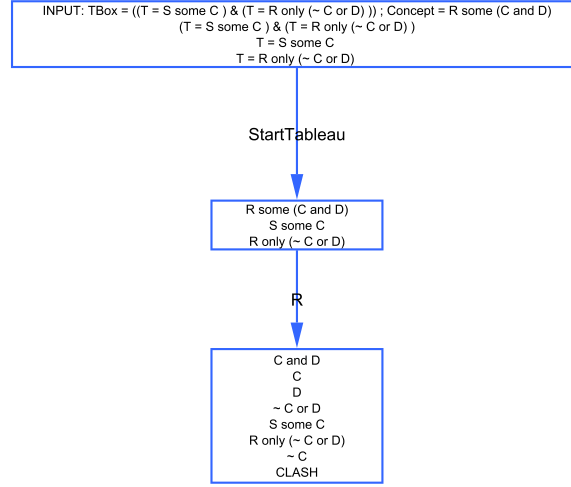 INPUT: TBox = ((T = S some C ) & (T = R only (~ C or D) )) ; Concept = R some (C and D)
(T = S some C ) & (T = R only (~ C or D) )
T = S some C
T = R only (~ C or D)
StartTableau
R some (C and D)
S some C
R only (~ C or D)
R
C and D
C
D
~ C or D
S some C
R only (~ C or D)
~ C
CLASH